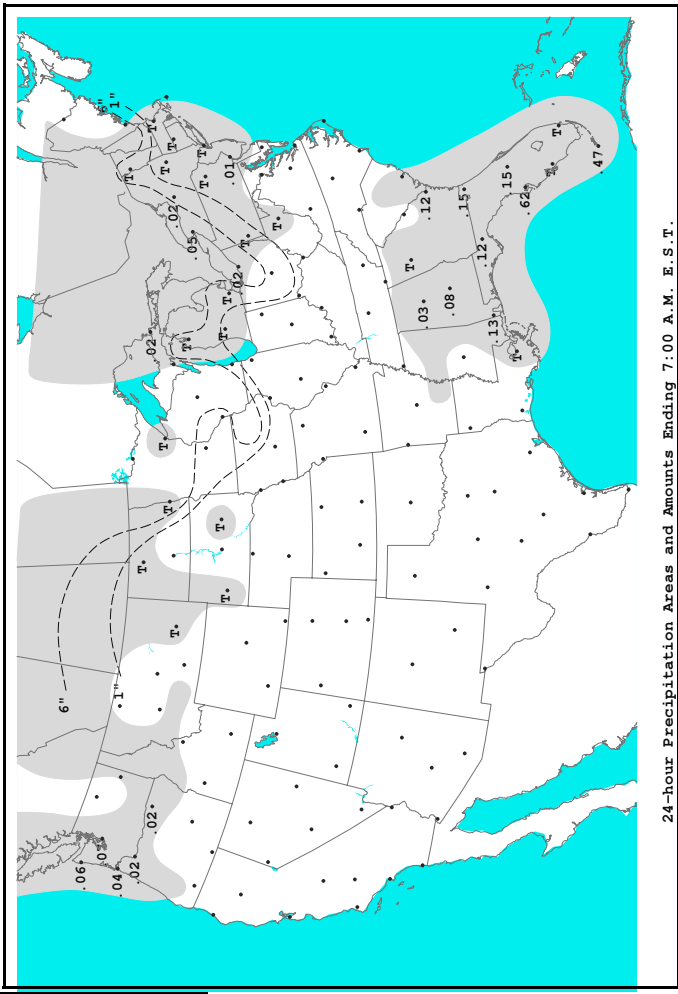 6"
.06
6"
1"
1"
.04
T
.02
T
.02
.02
T
T
T
T
T
.02
T
T
.05
T
T
T
T
T
T
.01
.02
T
T
T
.03
.12
.08
.15
.12
.13
.15
T
.62
T
T
.47
24-hour Precipitation Areas and Amounts Ending 7:00 A.M. E.S.T.